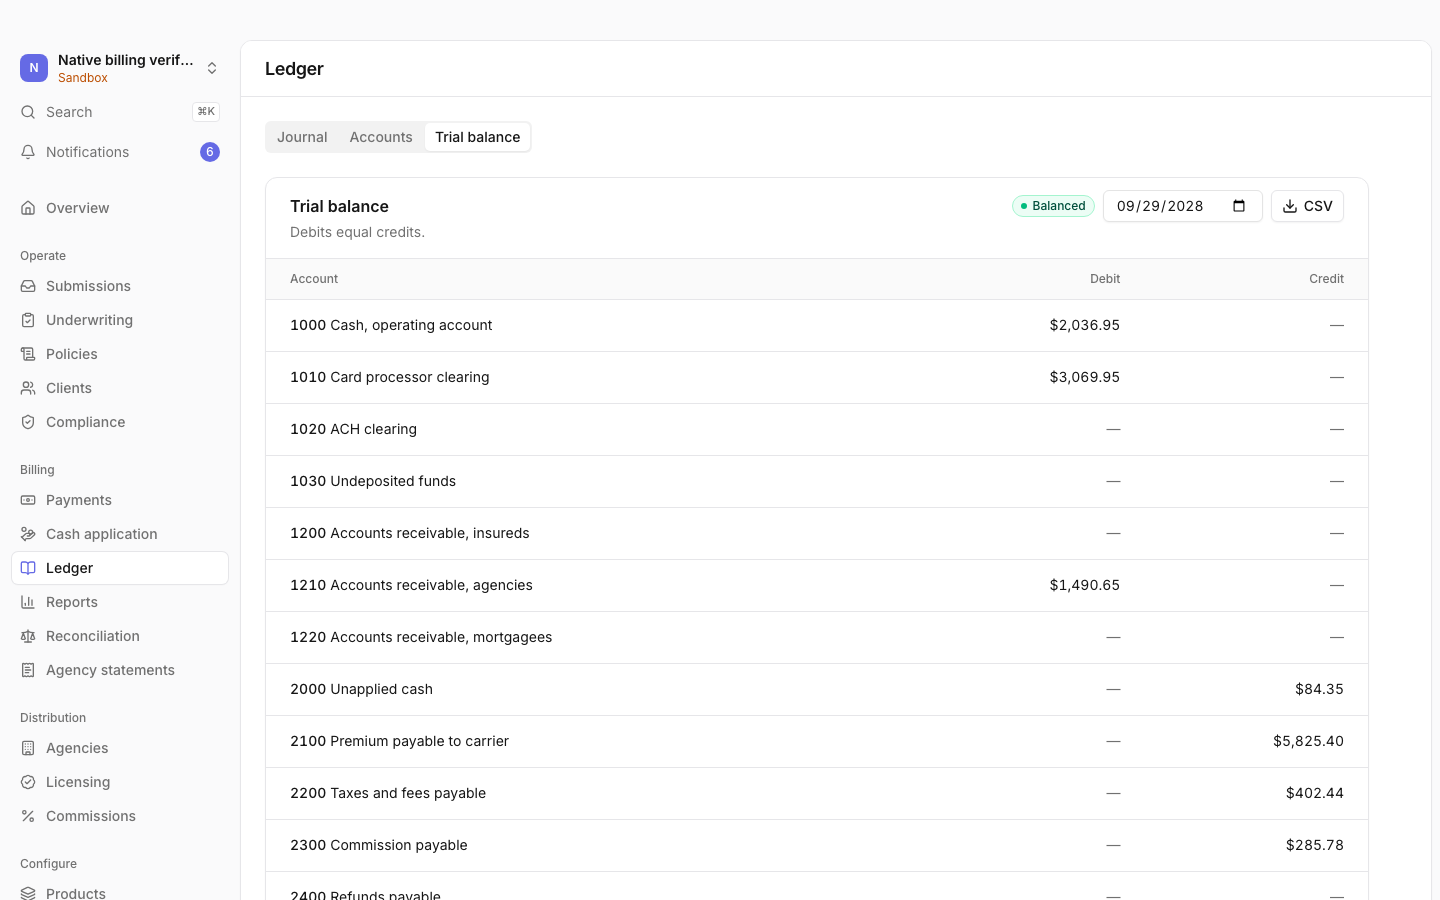 N
Native billing verif...
Sandbox
Search
⌘K
Notifications
6
Overview
Operate
Submissions
Underwriting
Policies
Clients
Compliance
Billing
Payments
Cash application
Ledger
Reports
Reconciliation
Agency statements
Distribution
Agencies
Licensing
Commissions
Configure
Products
Ledger
Journal Accounts Trial balance
Trial balance
Debits equal credits.
Balanced
09/29/2028
CSV
Account Debit Credit
1000 Cash, operating account $2,036.95 —
1010 Card processor clearing $3,069.95 —
1020 ACH clearing — —
1030 Undeposited funds — —
1200 Accounts receivable, insureds — —
1210 Accounts receivable, agencies $1,490.65 —
1220 Accounts receivable, mortgagees — —
2000 Unapplied cash — $84.35
2100 Premium payable to carrier — $5,825.40
2200 Taxes and fees payable — $402.44
2300 Commission payable — $285.78
2400 Refunds payable — —